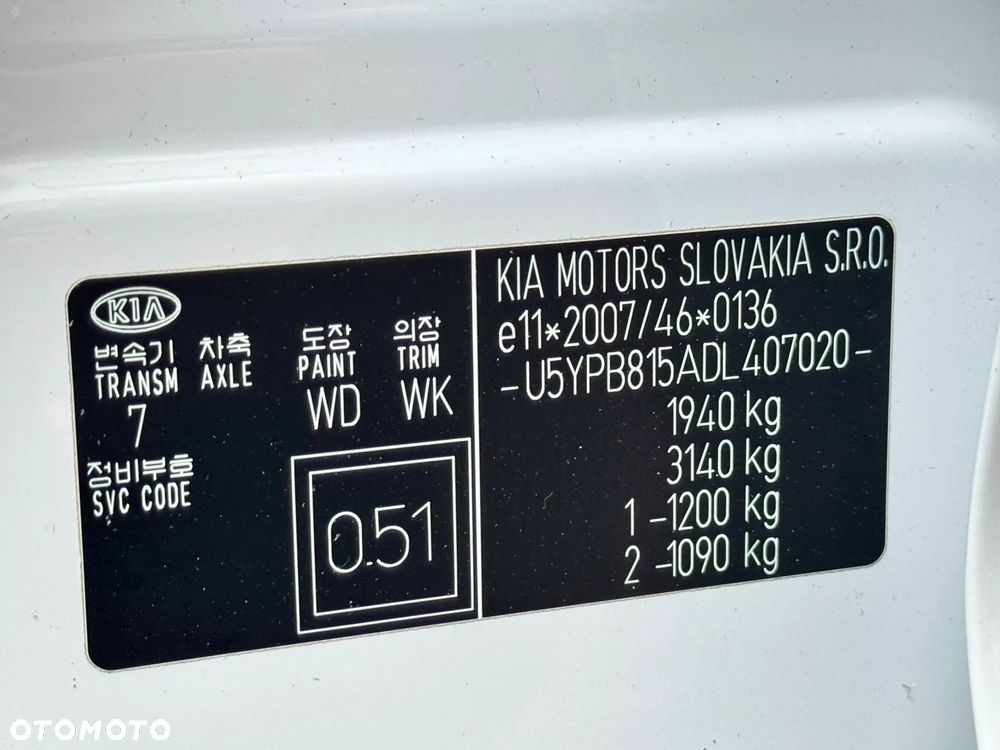 KIA
변속기 차축 도장 의장
TRANSM AXLE PAINT TRIM
7 WD WK
정비부호
SVC CODE
0.51
KIA MOTORS SLOVAKIA S.R.O.
e11*2007/46*0136
-U5YPB815ADL407020-
1940 kg
3140 kg
1 -1200 kg
2 -1090 kg
OTOMOTO